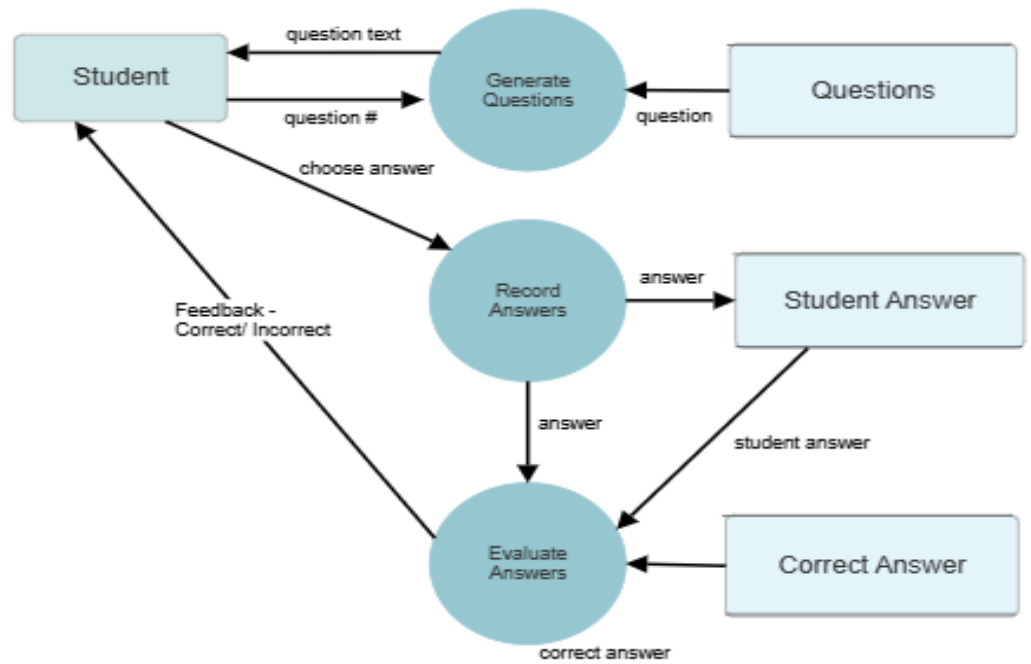 question text
Student
Generate
Questions
Questions
question #
question
choose answer
Record
Answers
answer
Student Answer
Feedback -
Correct/ Incorrect
answer
student answer
Evaluate
Answers
Correct Answer
correct answer